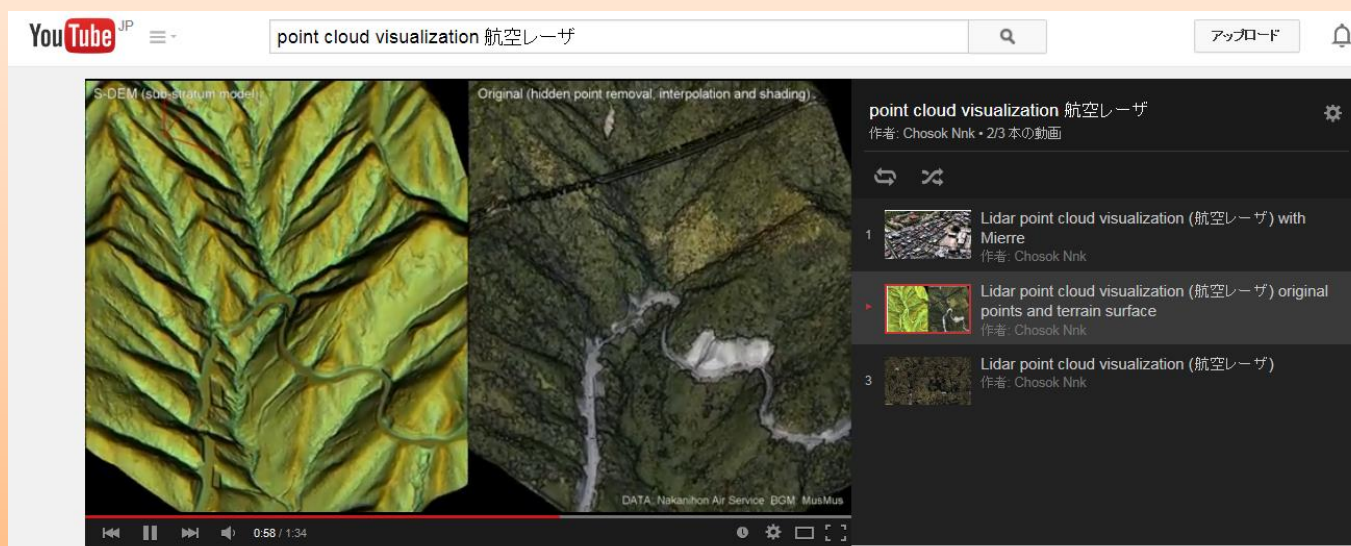 YouTube JP
point cloud visualization 航空レーザ
アップロード
S-DEM (sub-stratum model)
Original (hidden point removal, interpolation and shading)
DATA: Nakanihon Air Service BGM: MusMus
0:58 / 1:34
point cloud visualization 航空レーザ
作者: Chosok Nnk • 2/3 本の動画
1
Lidar point cloud visualization (航空レーザ) with
Mierre
作者: Chosok Nnk
Lidar point cloud visualization (航空レーザ) original
points and terrain surface
作者: Chosok Nnk
3
Lidar point cloud visualization (航空レーザ)
作者: Chosok Nnk